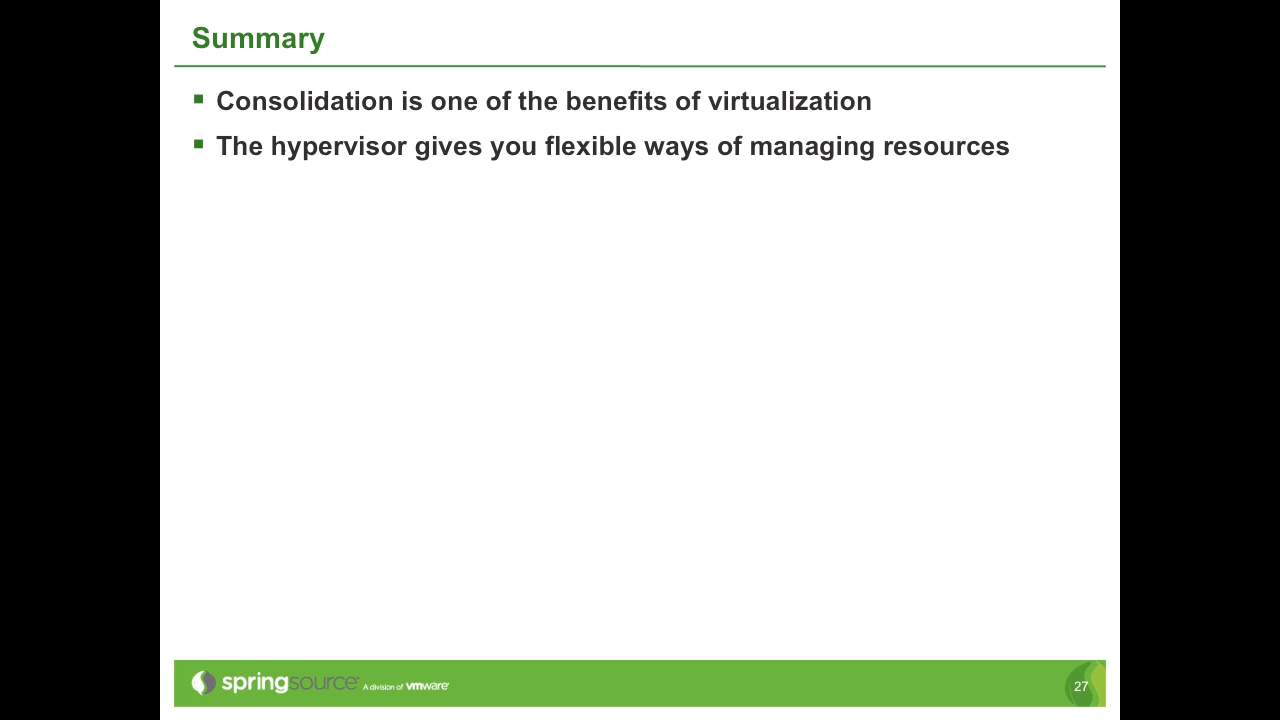 Summary
Consolidation is one of the benefits of virtualization
The hypervisor gives you flexible ways of managing resources
springsource A division of vmware
27